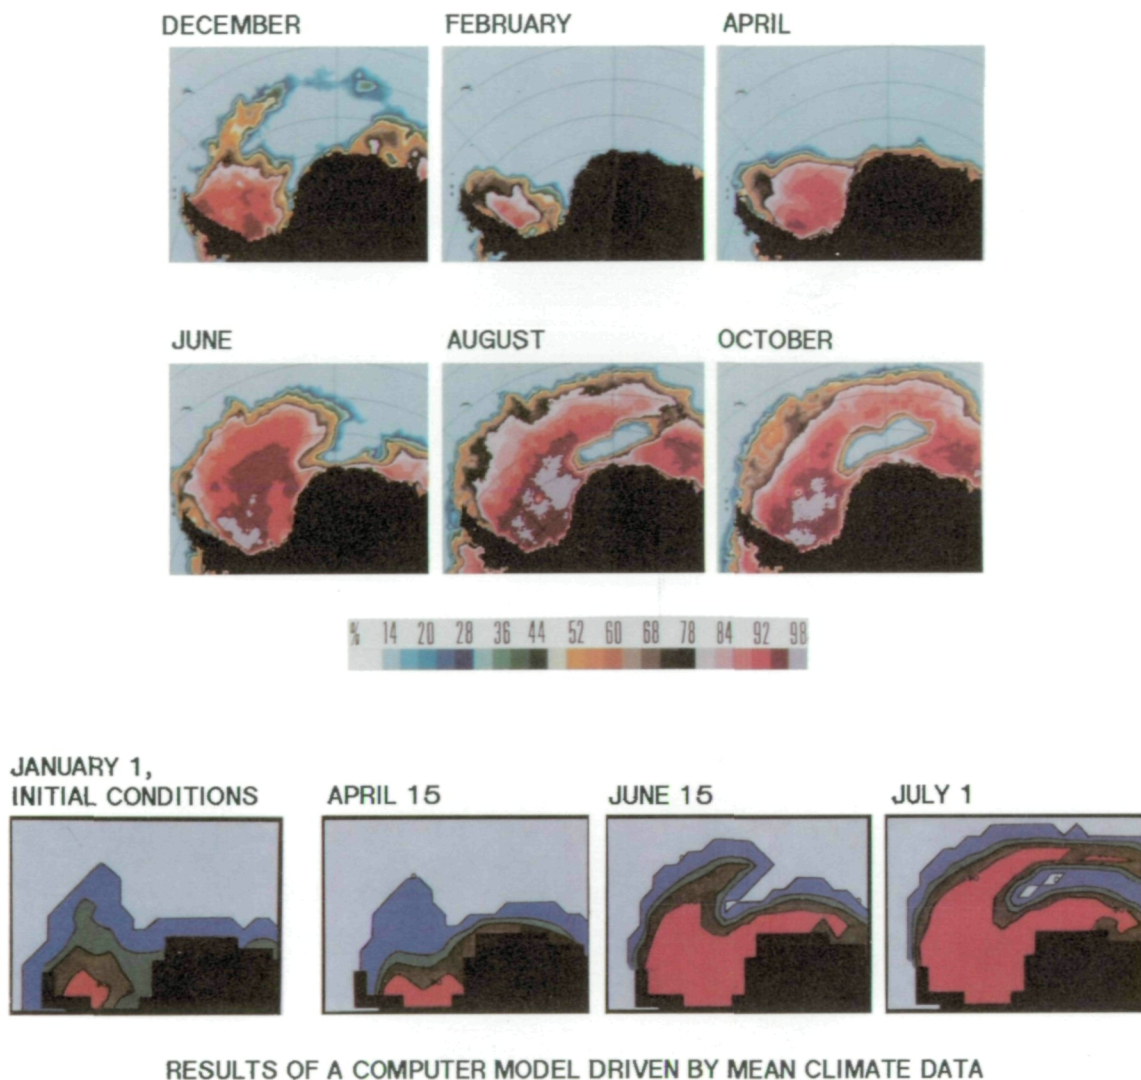 DECEMBER FEBRUARY APRIL
JUNE AUGUST OCTOBER
% 14 20 28 36 44 52 60 68 78 84 92 98
JANUARY 1,
INITIAL CONDITIONS APRIL 15 JUNE 15 JULY 1
RESULTS OF A COMPUTER MODEL DRIVEN BY MEAN CLIMATE DATA